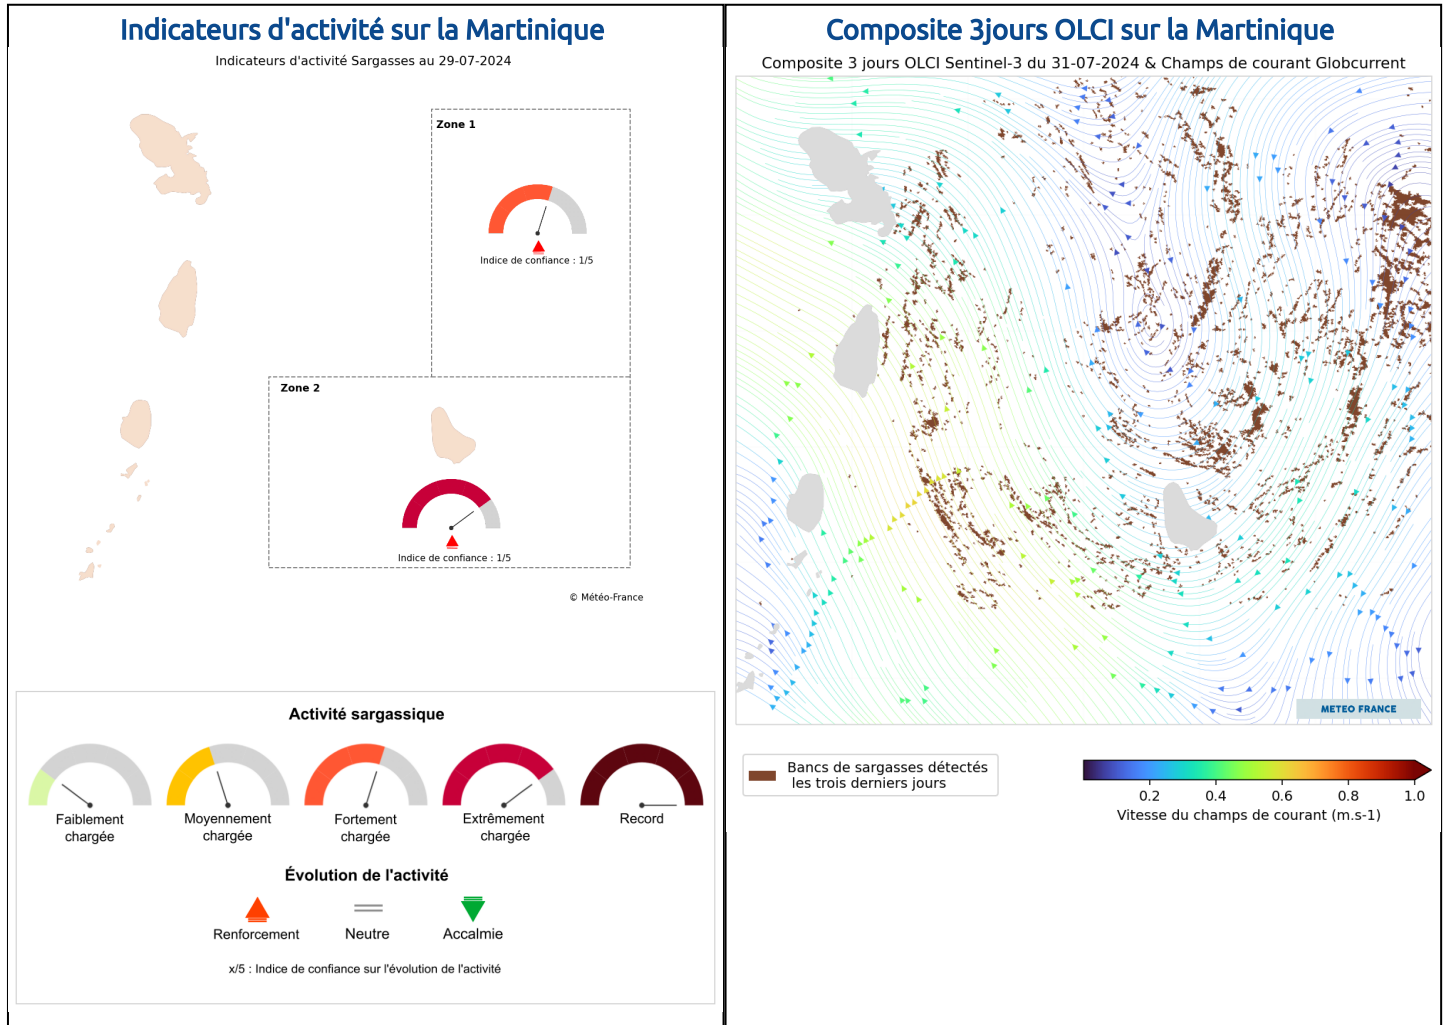 Indicateurs d'activité sur la Martinique
Indicateurs d'activité Sargasses au 29-07-2024
Zone 1
Indice de confiance : 1/5
Zone 2
Indice de confiance : 1/5
© Météo-France
Activité sargassique
Faiblement
chargée
Moyennement
chargée
Fortement
chargée
Extrêmement
chargée
Record
Évolution de l'activité
Renforcement
Neutre
Accalmie
x/5 : Indice de confiance sur l'évolution de l'activité
Composite 3jours OLCI sur la Martinique
Composite 3 jours OLCI Sentinel-3 du 31-07-2024 & Champs de courant Globcurrent
METEO FRANCE
Bancs de sargasses détectés
les trois derniers jours
0.2 0.4 0.6 0.8 1.0
Vitesse du champs de courant (m.s-1)